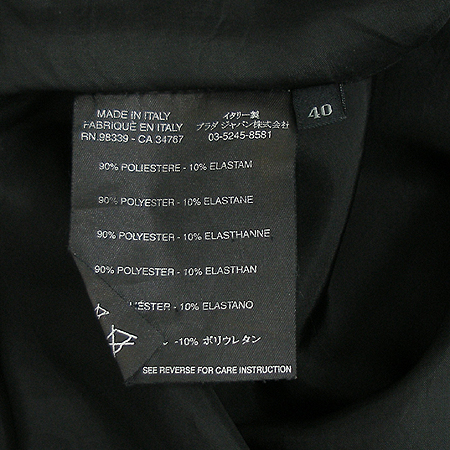 MADE IN ITALY
FABRIQUÉ EN ITALY
RN.98339 - CA 34767
イタリー製
プラダ ジャパン株式会社
03-5245-8581
40
90% POLIESTERE - 10% ELASTAM
90% POLYESTER - 10% ELASTANE
90% POLYESTER - 10% ELASTHANNE
90% POLYESTER - 10% ELASTHAN
ESTER - 10% ELASTANO
-10% ポリウレタン
SEE REVERSE FOR CARE INSTRUCTION